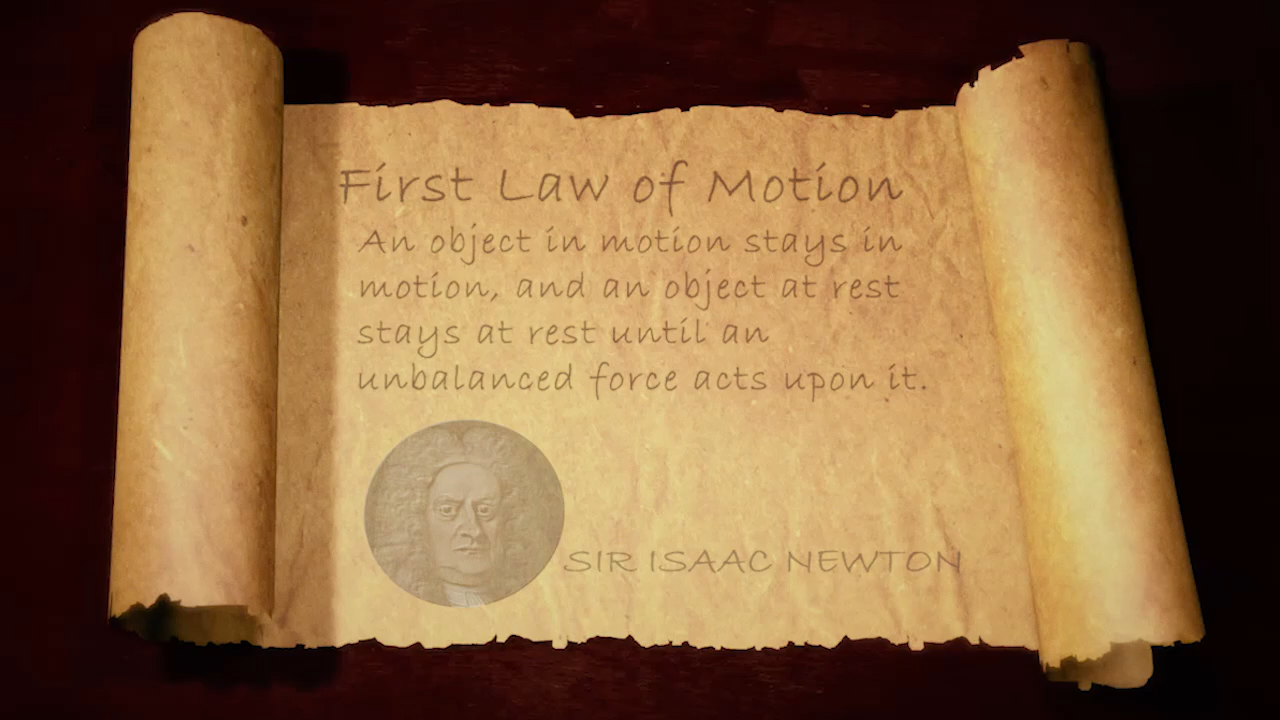 First Law of Motion
An object in motion stays in
motion, and an object at rest
stays at rest until an
unbalanced force acts upon it.
SIR ISAAC NEWTON